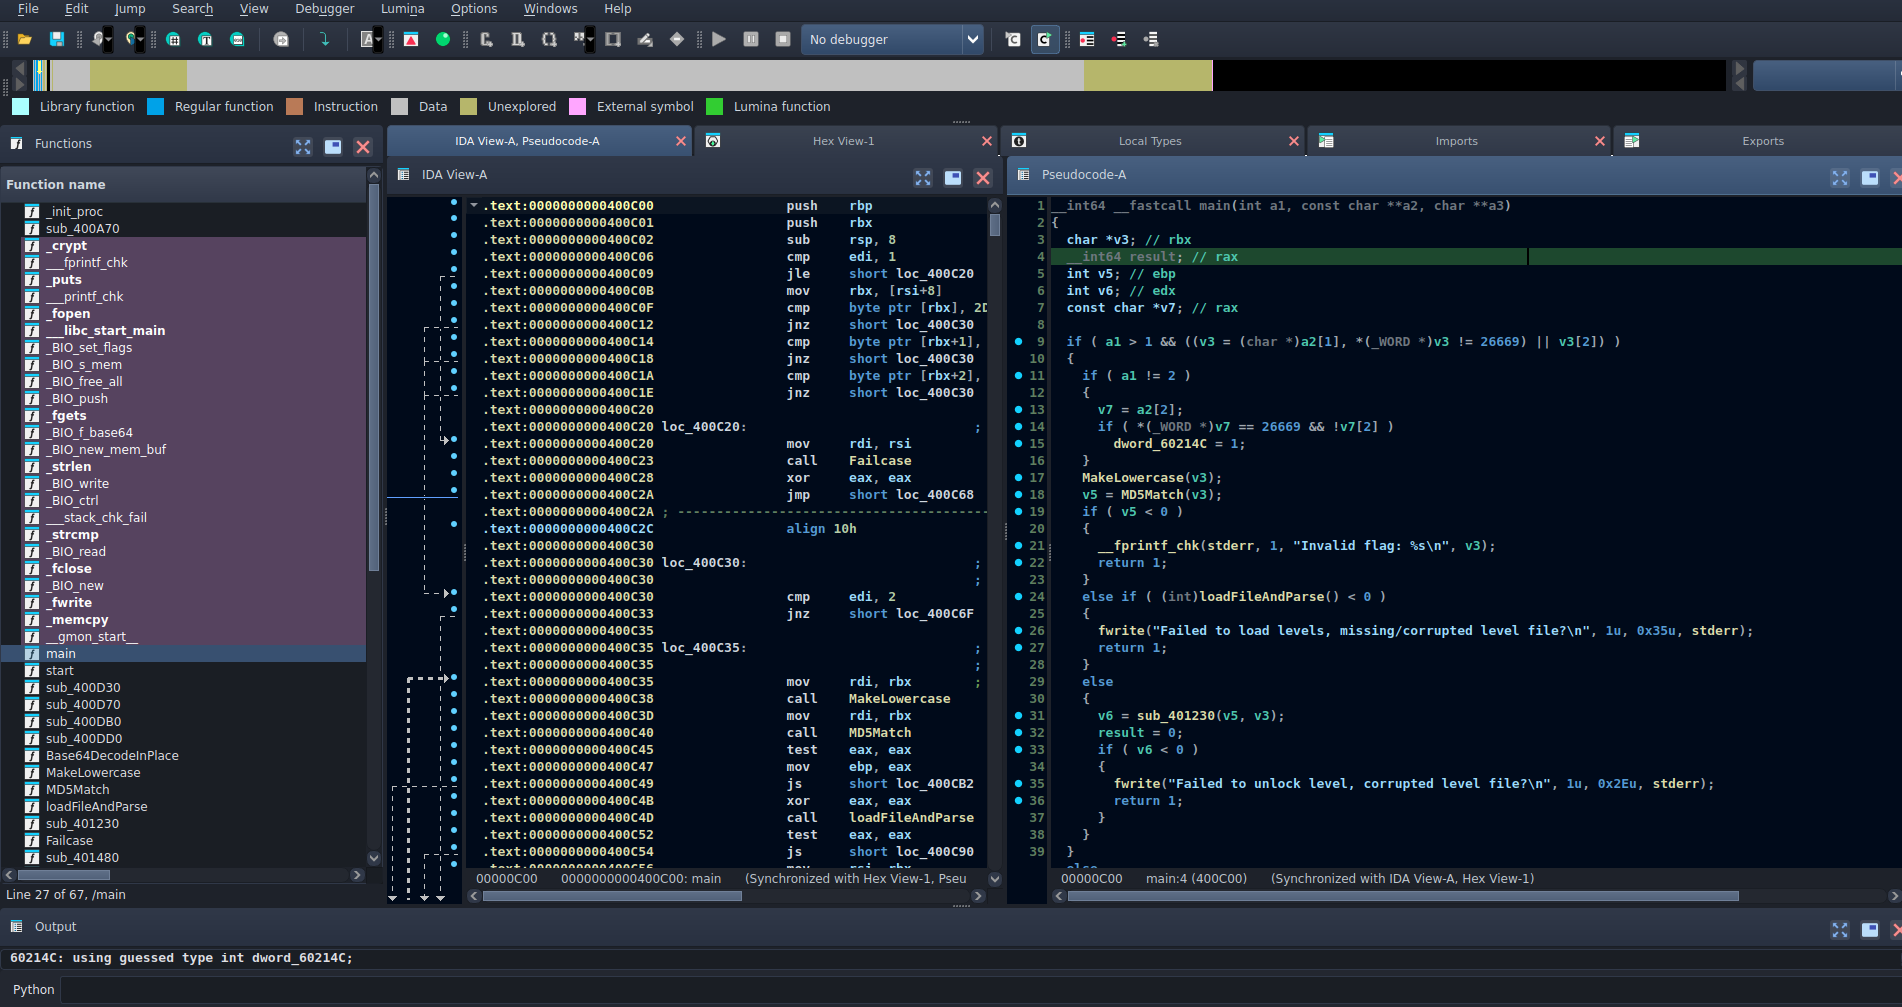 File Edit Jump Search View Debugger Lumina Options Windows Help
No debugger
Library function Regular function Instruction Data Unexplored External symbol Lumina function
Functions
Function name
_init_proc
sub_400A70
_crypt
___fprintf_chk
_puts
___printf_chk
_fopen
___libc_start_main
_BIO_set_flags
_BIO_s_mem
_BIO_free_all
_BIO_push
_fgets
_BIO_f_base64
_BIO_new_mem_buf
_strlen
_BIO_write
_BIO_ctrl
___stack_chk_fail
_strcmp
_BIO_read
_fclose
_BIO_new
_fwrite
_memcpy
__gmon_start__
main
start
sub_400D30
sub_400D70
sub_400DB0
sub_400DD0
Base64DecodeInPlace
MakeLowercase
MD5Match
loadFileAndParse
sub_401230
Failcase
sub_401480
Line 27 of 67, /main
IDA View-A, Pseudocode-A Hex View-1 Local Types Imports Exports
IDA View-A
.text:0000000000400C00 push rbp
.text:0000000000400C01 push rbx
.text:0000000000400C02 sub rsp, 8
.text:0000000000400C06 cmp edi, 1
.text:0000000000400C09 jle short loc_400C20
.text:0000000000400C0B mov rbx, [rsi+8]
.text:0000000000400C0F cmp byte ptr [rbx], 2D
.text:0000000000400C12 jnz short loc_400C30
.text:0000000000400C14 cmp byte ptr [rbx+1],
.text:0000000000400C18 jnz short loc_400C30
.text:0000000000400C1A cmp byte ptr [rbx+2],
.text:0000000000400C1E jnz short loc_400C30
.text:0000000000400C20
.text:0000000000400C20 loc_400C20: ;
.text:0000000000400C20 mov rdi, rsi
.text:0000000000400C23 call Failcase
.text:0000000000400C28 xor eax, eax
.text:0000000000400C2A jmp short loc_400C68
.text:0000000000400C2A ; ---------------------------------------
.text:0000000000400C2C align 10h
.text:0000000000400C30
.text:0000000000400C30 loc_400C30: ;
.text:0000000000400C30 ;
.text:0000000000400C30 cmp edi, 2
.text:0000000000400C33 jnz short loc_400C6F
.text:0000000000400C35
.text:0000000000400C35 loc_400C35: ;
.text:0000000000400C35 ;
.text:0000000000400C35 mov rdi, rbx ;
.text:0000000000400C38 call MakeLowercase
.text:0000000000400C3D mov rdi, rbx
.text:0000000000400C40 call MD5Match
.text:0000000000400C45 test eax, eax
.text:0000000000400C47 mov ebp, eax
.text:0000000000400C49 js short loc_400CB2
.text:0000000000400C4B xor eax, eax
.text:0000000000400C4D call loadFileAndParse
.text:0000000000400C52 test eax, eax
.text:0000000000400C54 js short loc_400C90
00000C00 0000000000400C00: main (Synchronized with Hex View-1, Pseu
Pseudocode-A
1 __int64 __fastcall main(int a1, const char **a2, char **a3)
2 {
3 char *v3; // rbx
4 __int64 result; // rax
5 int v5; // ebp
6 int v6; // edx
7 const char *v7; // rax
8
9 if ( a1 > 1 && ((v3 = (char *)a2[1], *(_WORD *)v3 != 26669) || v3[2]) )
10 {
11 if ( a1 != 2 )
12 {
13 v7 = a2[2];
14 if ( *(_WORD *)v7 == 26669 && !v7[2] )
15 dword_60214C = 1;
16 }
17 MakeLowercase(v3);
18 v5 = MD5Match(v3);
19 if ( v5 < 0 )
20 {
21 __fprintf_chk(stderr, 1, "Invalid flag: %s\n", v3);
22 return 1;
23 }
24 else if ( (int)loadFileAndParse() < 0 )
25 {
26 fwrite("Failed to load levels, missing/corrupted level file?\n", 1u, 0x35u, stderr);
27 return 1;
28 }
29 else
30 {
31 v6 = sub_401230(v5, v3);
32 result = 0;
33 if ( v6 < 0 )
34 {
35 fwrite("Failed to unlock level, corrupted level file?\n", 1u, 0x2Eu, stderr);
36 return 1;
37 }
38 }
39 }
00000C00 main:4 (400C00) (Synchronized with IDA View-A, Hex View-1)
Output
60214C: using guessed type int dword_60214C;
Python